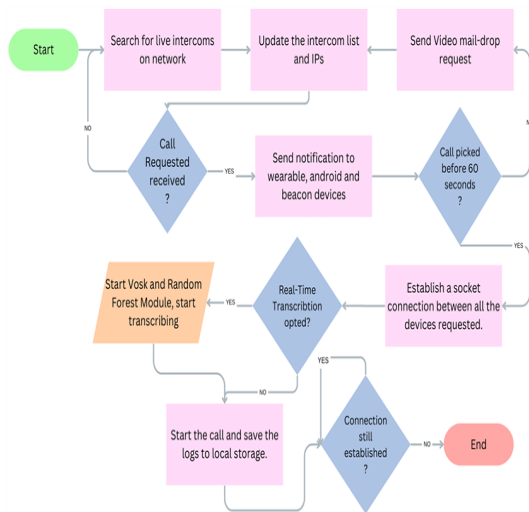 Start
Search for live intercoms
on network
Update the intercom list
and IPs
Send Video mail-drop
request
NO
Call
Requested
received
?
YES
Send notification to
wearable, android and
beacon devices
Call picked
before 60
seconds
?
YES
Start Vosk and Random
Forest Module, start
transcribing
YES
Real-Time
Transcribtion
opted?
Establish a socket
connection between all the
devices requested.
NO
YES
Start the call and save the
logs to local storage.
Connection
still
established
?
NO
End